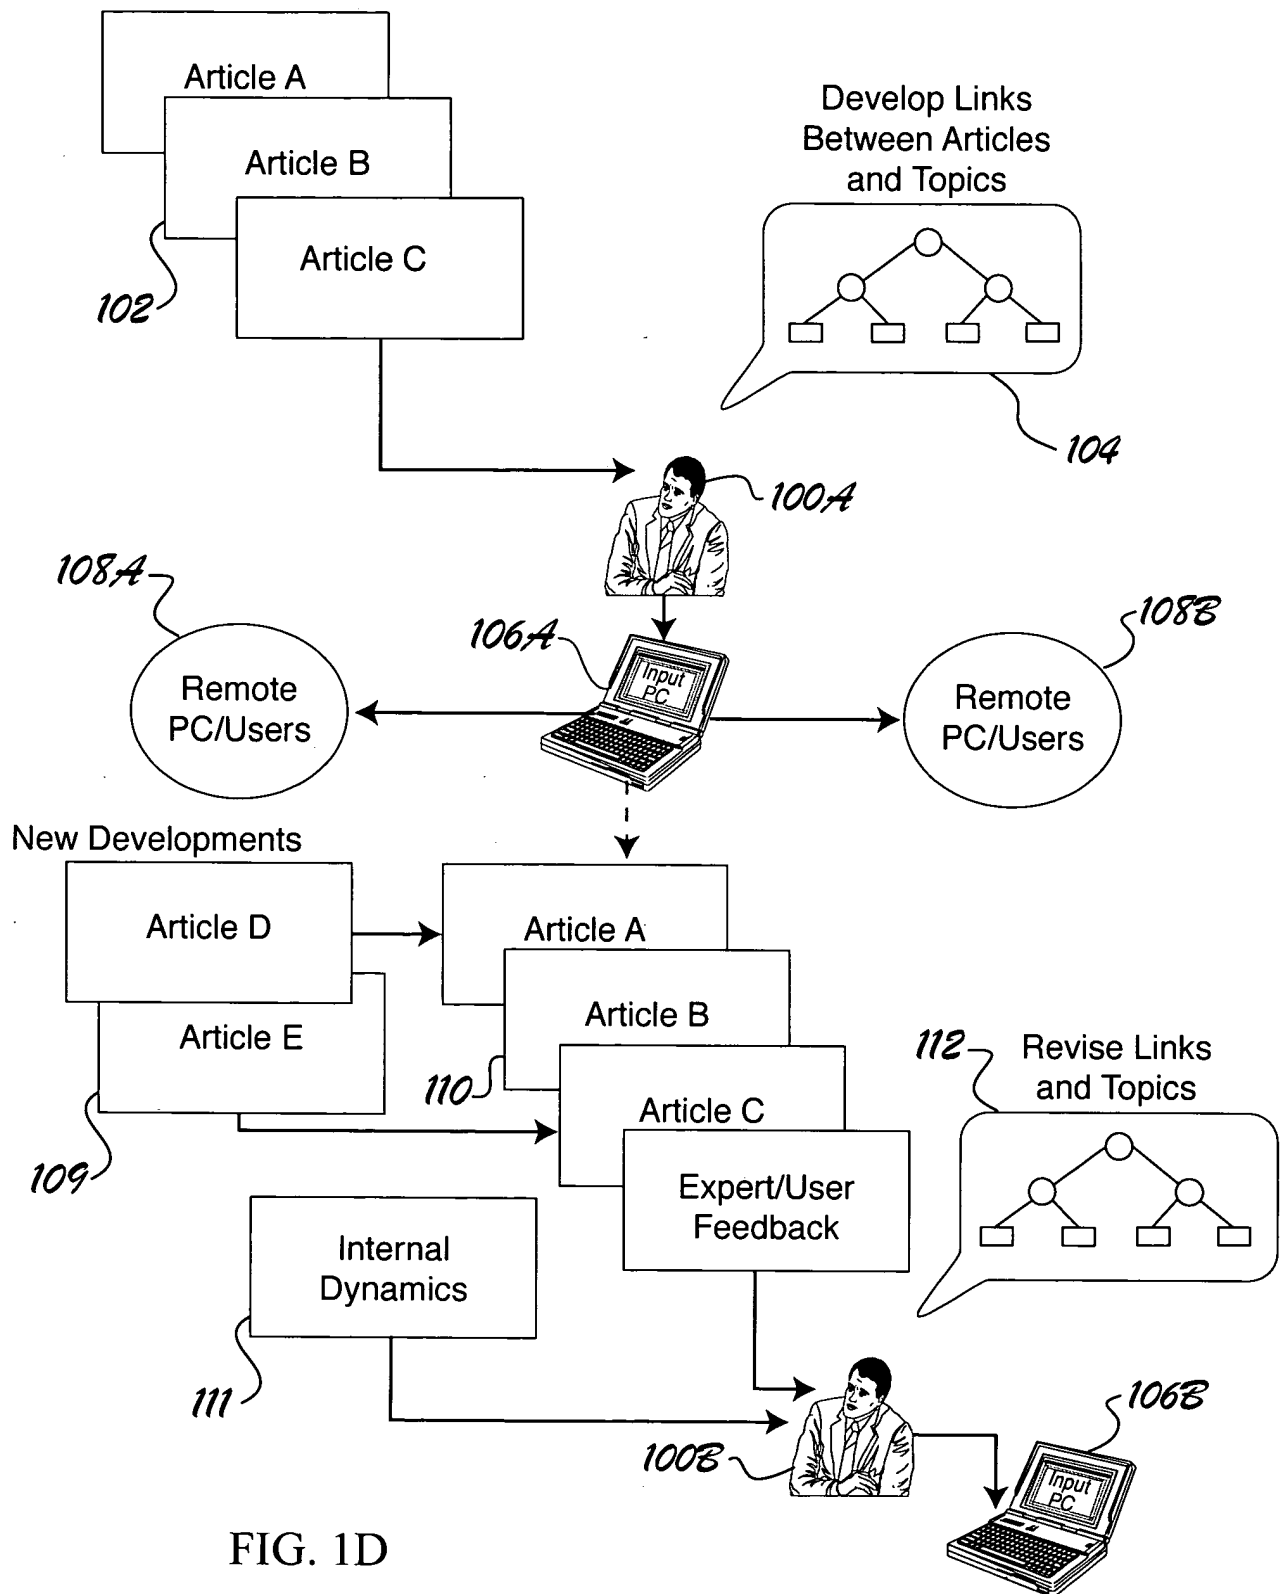 Article A
Article B
Article C
102
Develop Links
Between Articles
and Topics
104
100A
108A
106A
108B
Remote
PC/Users
Input
PC
Remote
PC/Users
New Developments
Article D
Article E
109
Article A
Article B
110
Article C
Expert/User
Feedback
112
Revise Links
and Topics
Internal
Dynamics
111
100B
106B
Input
PC
FIG. 1D